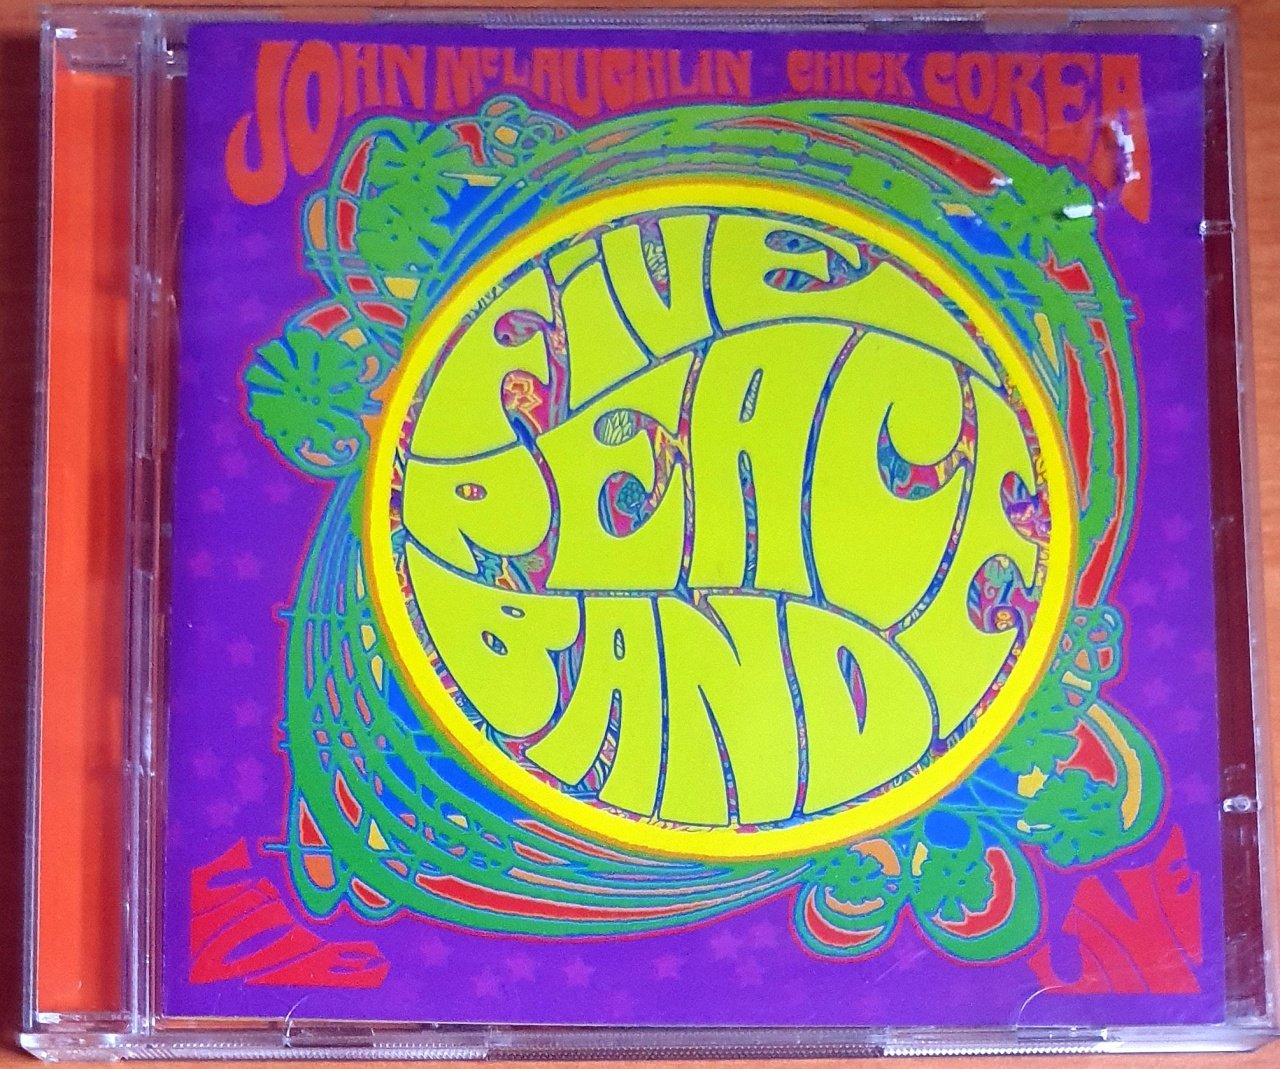 JOHN McLAUGHLIN CHICK COREA
FIVE
PEACE
BAND
LIVE
LIVE